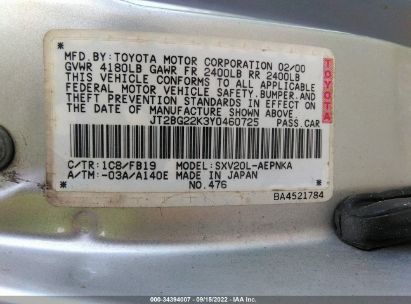 MFD. BY: TOYOTA MOTOR CORPORATION 02/00
GVWR 4180LB GAWR FR 2400LB RR 2400LB
THIS VEHICLE CONFORMS TO ALL APPLICABLE
FEDERAL MOTOR VEHICLE SAFETY,BUMPER,AND
THEFT PREVENTION STANDARDS IN EFFECT ON
THE DATE OF MANUFACTURE SHOWN ABOVE.
* JT2BG22K3Y0460725 PASS.CAR
TOYOTA
C/TR:1C8/FB19 MODEL:SXV20L-AEPNKA
A/TM:-03A/A140E MADE IN JAPAN
* NO.476
BA4521784
000-34394007 - 09/15/2022 - IAA Inc.